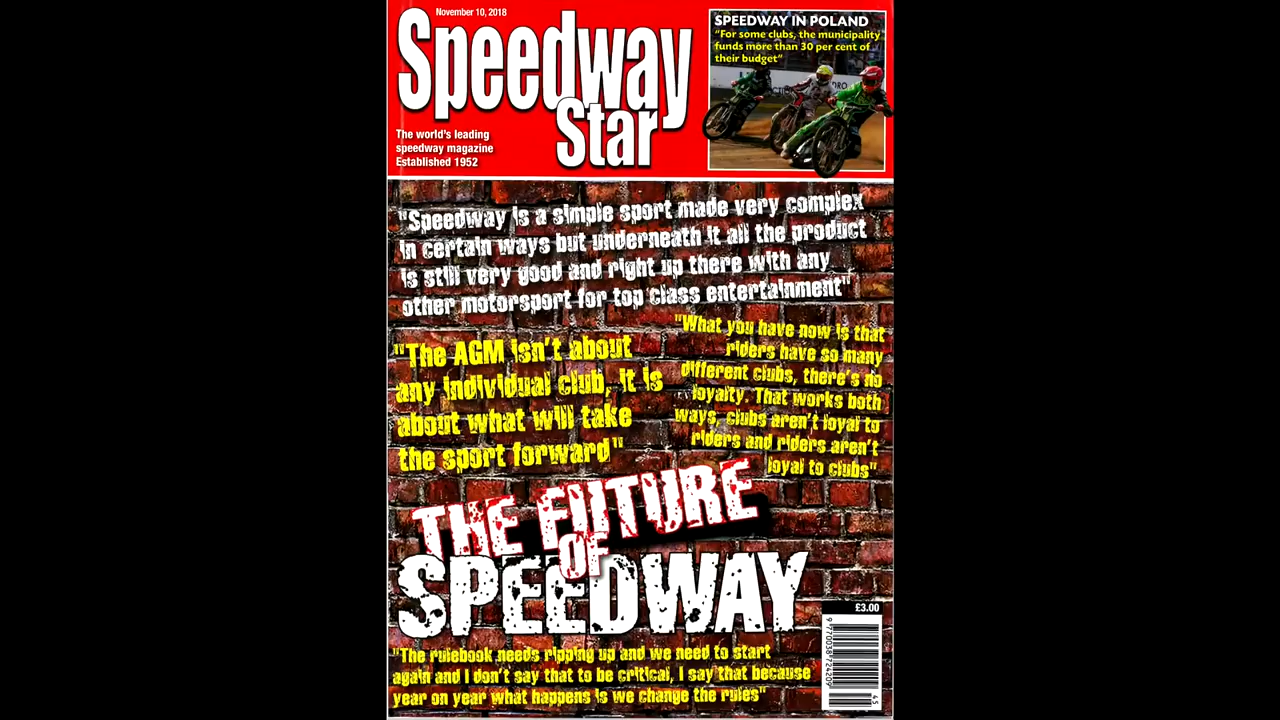 November 10, 2018
Speedway
Star
The world's leading
speedway magazine
Established 1952
SPEEDWAY IN POLAND
"For some clubs, the municipality
funds more than 30 per cent of
their budget"
"Speedway is a simple sport made very complex
in certain ways but underneath it all the product
is still very good and right up there with any
other motorsport for top class entertainment"
"The AGM isn't about
any individual club, it is
about what will take
the sport forward"
"What you have now is that
riders have so many
different clubs, there's no
loyalty. That works both
ways, clubs aren't loyal to
riders and riders aren't
loyal to clubs"
THE FUTURE
OF
SPEEDWAY
"The rulebook needs ripping up and we need to start
again and I don't say that to be critical, I say that because
year on year what happens is we change the rules"
£3.00
9 770038 724209
45